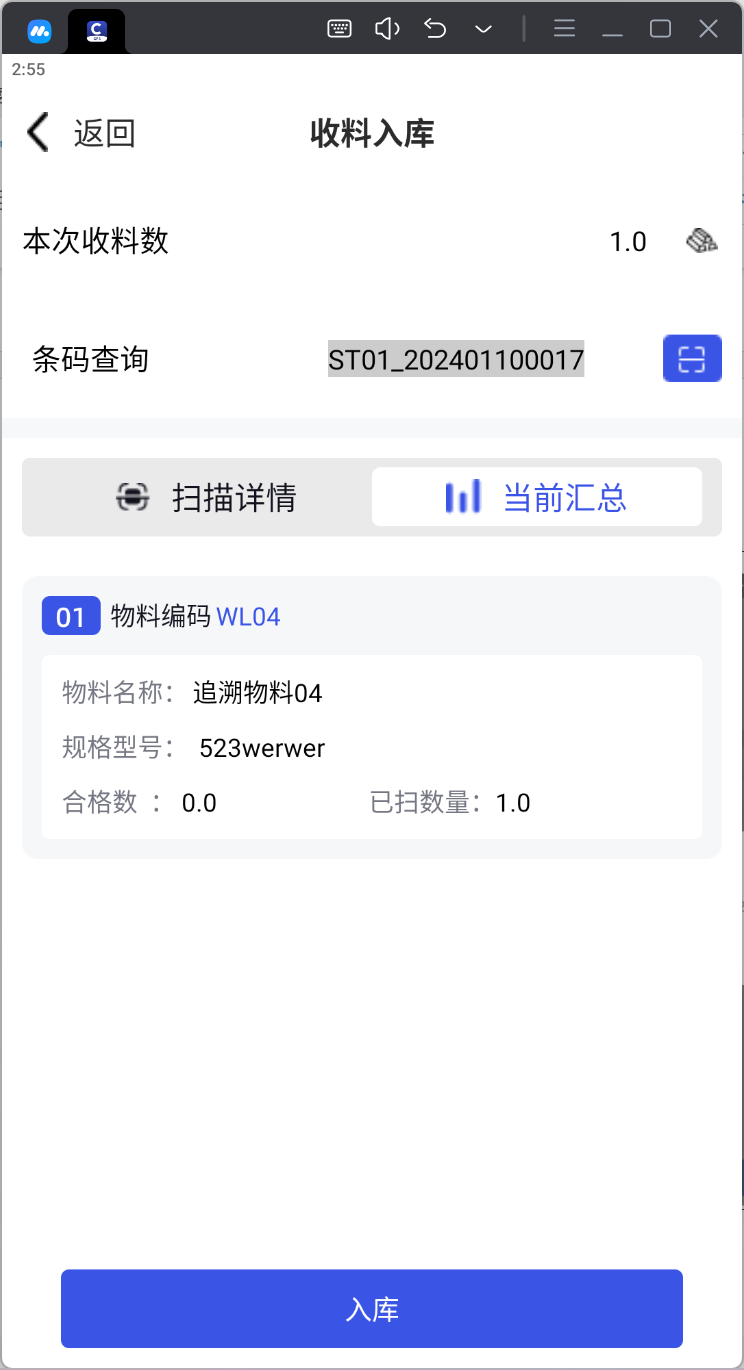 2:55
返回 收料入库
本次收料数 1.0
条码查询 ST01_202401100017
扫描详情 当前汇总
01 物料编码 WL04
物料名称： 追溯物料04
规格型号： 523werwer
合格数 ： 0.0 已扫数量： 1.0
入库